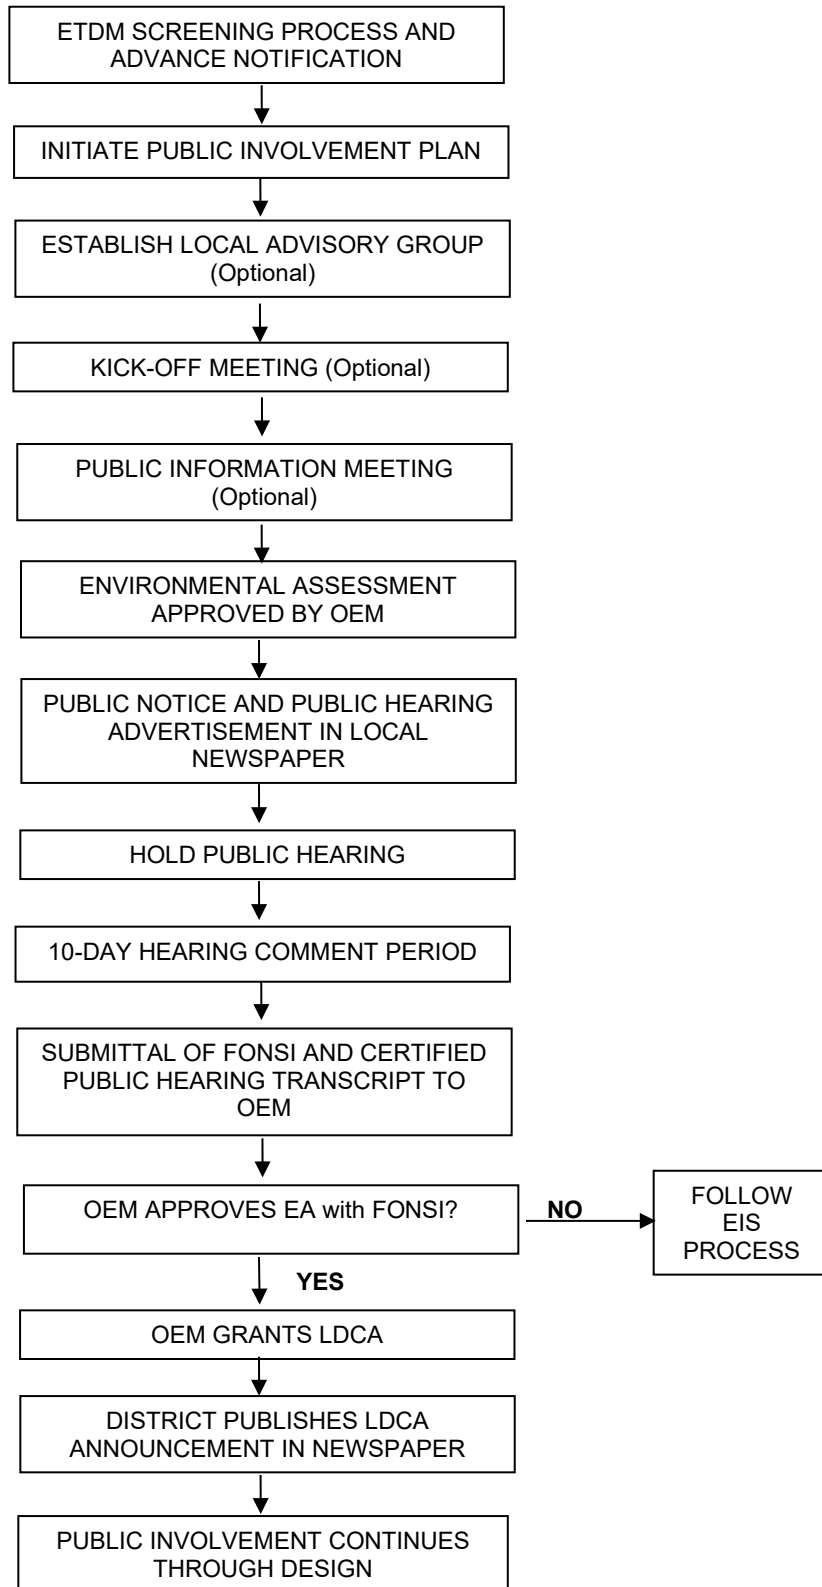 ETDM SCREENING PROCESS AND
ADVANCE NOTIFICATION
INITIATE PUBLIC INVOLVEMENT PLAN
ESTABLISH LOCAL ADVISORY GROUP
(Optional)
KICK-OFF MEETING (Optional)
PUBLIC INFORMATION MEETING
(Optional)
ENVIRONMENTAL ASSESSMENT
APPROVED BY OEM
PUBLIC NOTICE AND PUBLIC HEARING
ADVERTISEMENT IN LOCAL
NEWSPAPER
HOLD PUBLIC HEARING
10-DAY HEARING COMMENT PERIOD
SUBMITTAL OF FONSI AND CERTIFIED
PUBLIC HEARING TRANSCRIPT TO
OEM
OEM APPROVES EA with FONSI?
NO
FOLLOW
EIS
PROCESS
YES
OEM GRANTS LDCA
DISTRICT PUBLISHES LDCA
ANNOUNCEMENT IN NEWSPAPER
PUBLIC INVOLVEMENT CONTINUES
THROUGH DESIGN